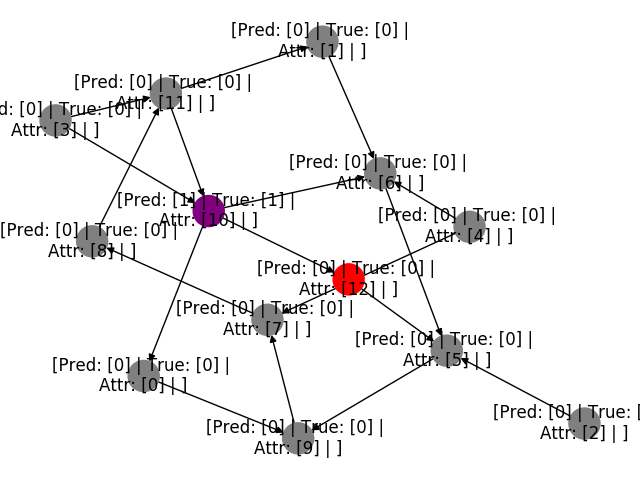 [Pred: [0] | True: [0] |
Attr: [1] | ]
[Pred: [0] | True: [0] |
Attr: [11] | ]
d: [0] | True: [0] |
Attr: [3] | ]
[Pred: [0] | True: [0] |
Attr: [6] | ]
[Pred: [1] | True: [1] |
Attr: [10] | ]
[Pred: [0] | True: [0] |
Attr: [4] | ]
[Pred: [0] | True: [0] |
Attr: [8] | ]
[Pred: [0] | True: [0] |
Attr: [12] | ]
[Pred: [0] | True: [0] |
Attr: [7] | ]
[Pred: [0] | True: [0] |
Attr: [5] | ]
[Pred: [0] | True: [0] |
Attr: [0] | ]
[Pred: [0] | True: [
Attr: [2] | ]
[Pred: [0] | True: [0] |
Attr: [9] | ]